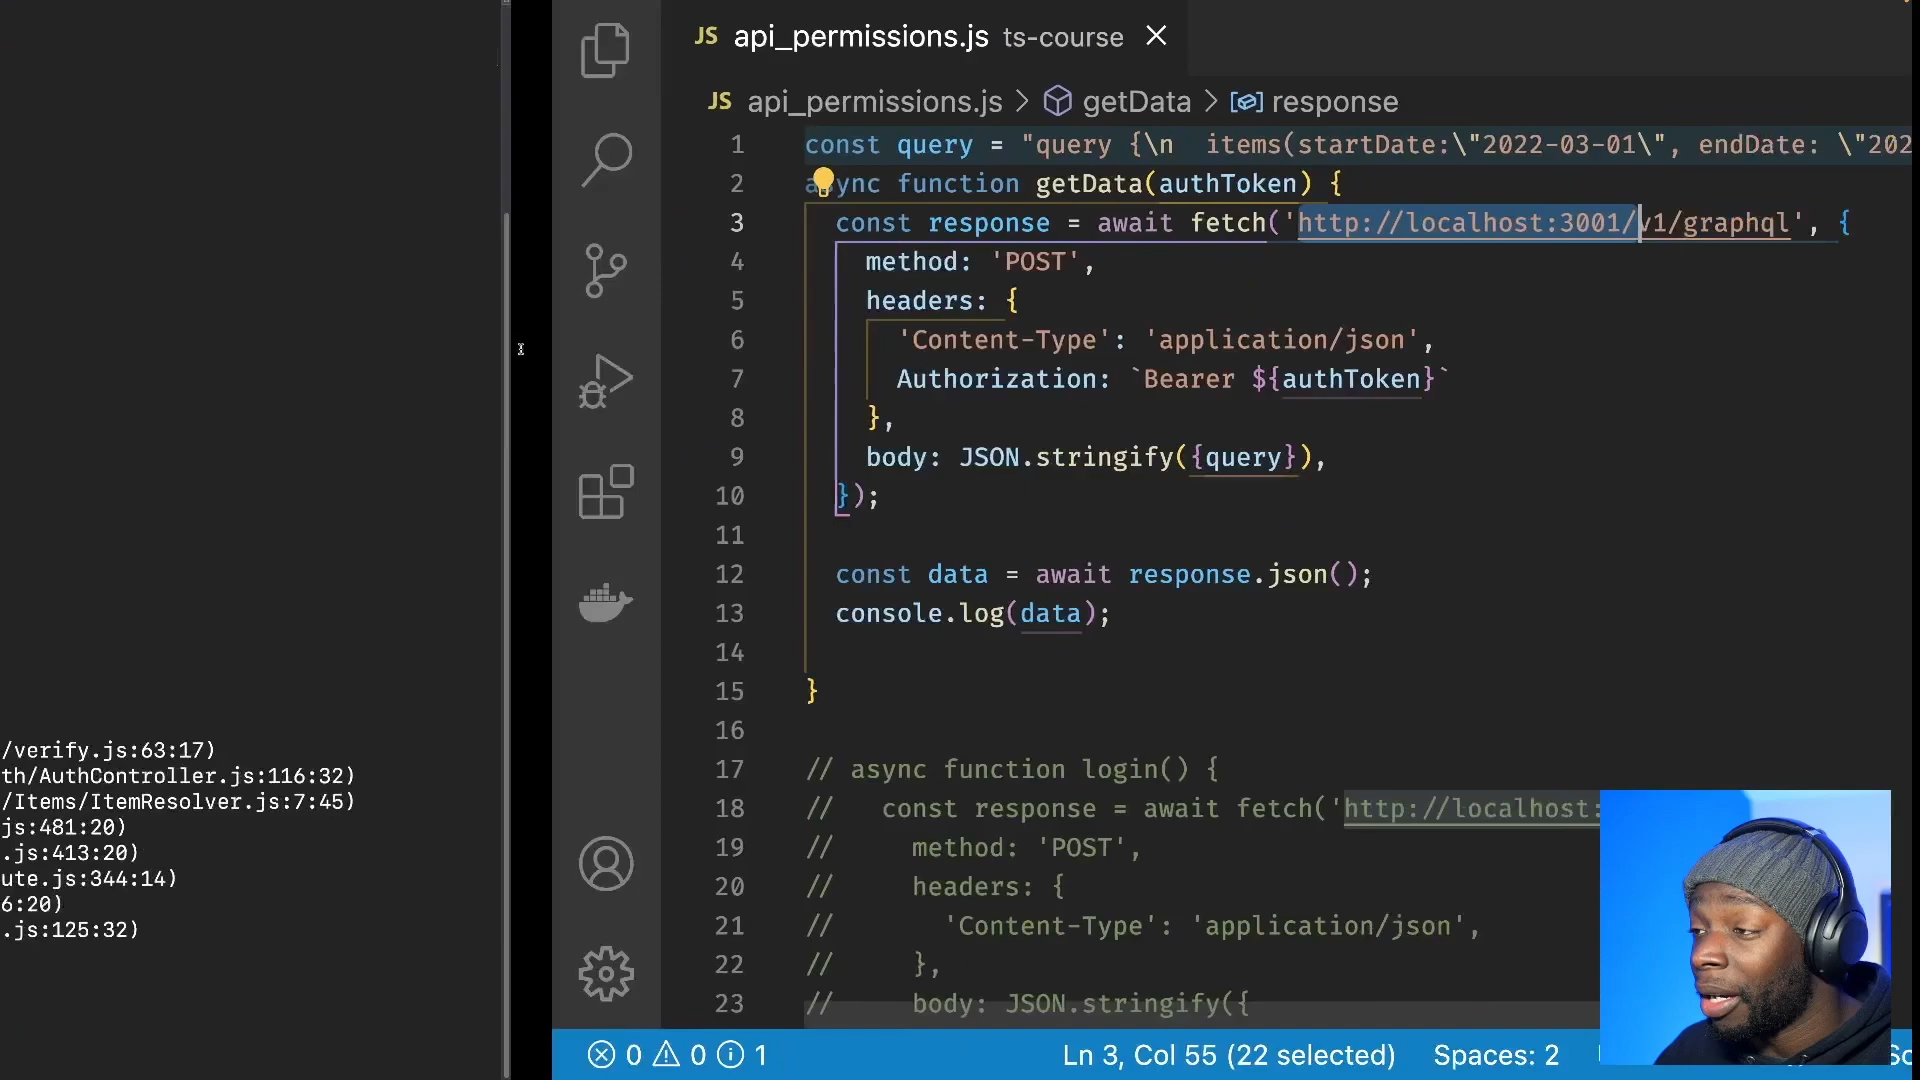 /verify.js:63:17)
th/AuthController.js:116:32)
/Items/ItemResolver.js:7:45)
js:481:20)
.js:413:20)
ute.js:344:14)
6:20)
.js:125:32)
JS api_permissions.js ts-course
JS api_permissions.js > getData > response
1 const query = "query {\n  items(startDate:\"2022-03-01\", endDate: \"202
2 async function getData(authToken) {
3 const response = await fetch('http://localhost:3001/v1/graphql', {
4 method: 'POST',
5 headers: {
6 'Content-Type': 'application/json',
7 Authorization: `Bearer ${authToken}`
8 },
9 body: JSON.stringify({query}),
10 });
11
12 const data = await response.json();
13 console.log(data);
14
15 }
16
17 // async function login() {
18 //   const response = await fetch('http://localhost:
19 //     method: 'POST',
20 //     headers: {
21 //       'Content-Type': 'application/json',
22 //     },
23 //     body: JSON.stringify({
0 0 1 Ln 3, Col 55 (22 selected) Spaces: 2